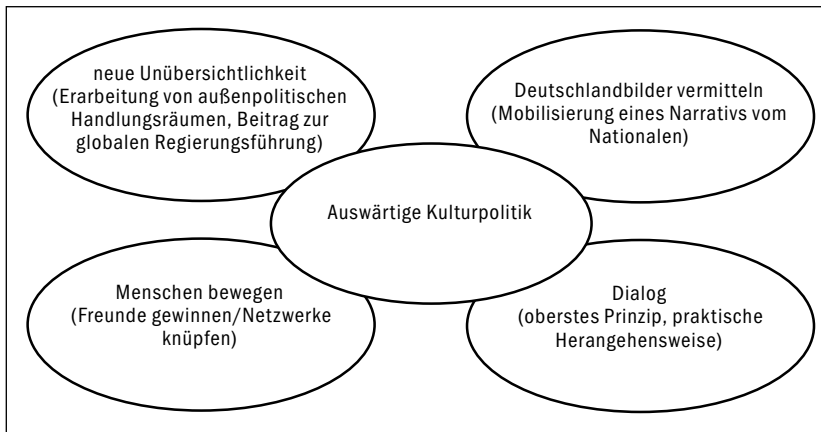 neue Unübersichtlichkeit
(Erarbeitung von außenpolitischen
Handlungsräumen, Beitrag zur
globalen Regierungsführung)
Deutschlandbilder vermitteln
(Mobilisierung eines Narrativs vom
Nationalen)
Auswärtige Kulturpolitik
Menschen bewegen
(Freunde gewinnen/Netzwerke
knüpfen)
Dialog
(oberstes Prinzip, praktische
Herangehensweise)